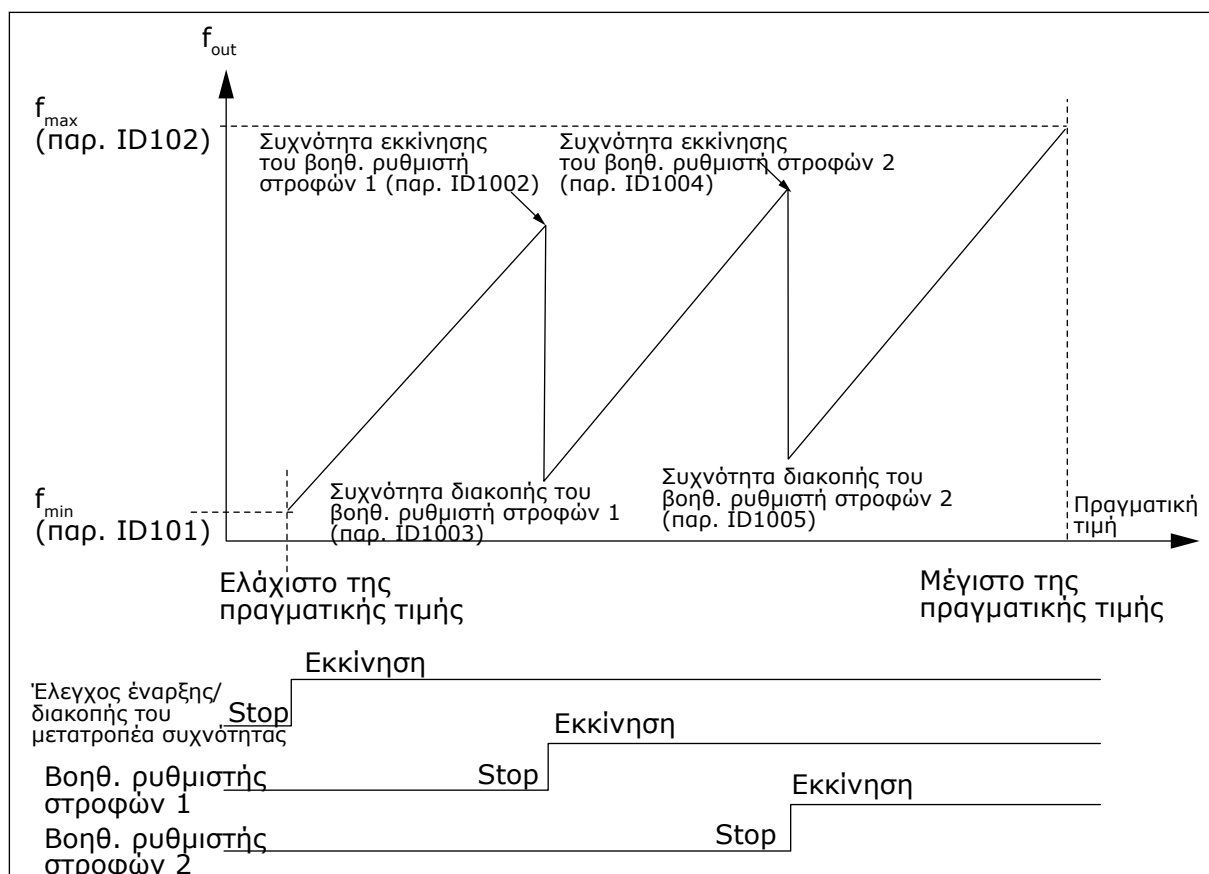 f_out
f_max
(παρ. ID102)
Συχνότητα εκκίνησης
του βοηθ. ρυθμιστή
στροφών 1 (παρ. ID1002)
Συχνότητα εκκίνησης
του βοηθ. ρυθμιστή στροφών 2
(παρ. ID1004)
f_min
(παρ. ID101)
Συχνότητα διακοπής του
βοηθ. ρυθμιστή στροφών 1
(παρ. ID1003)
Συχνότητα διακοπής του
βοηθ. ρυθμιστή στροφών 2
(παρ. ID1005)
Πραγματική
τιμή
Ελάχιστο της
πραγματικής τιμής
Μέγιστο της
πραγματικής τιμής
Έλεγχος έναρξης/
διακοπής του
μετατροπέα συχνότητας
Stop
Εκκίνηση
Βοηθ. ρυθμιστής
στροφών 1
Stop
Εκκίνηση
Βοηθ. ρυθμιστής
στροφών 2
Stop
Εκκίνηση